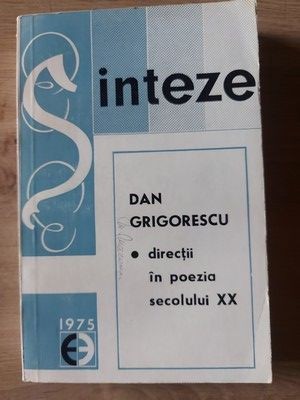 Sinteze
DAN
GRIGORESCU
• direcții
în poezia
secolului XX
1975